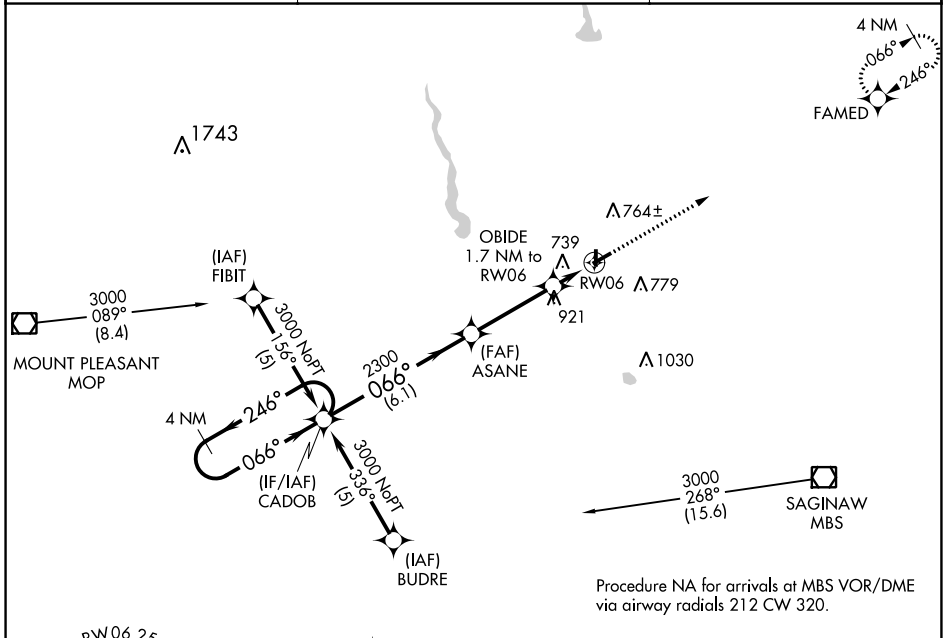 4 NM
066°
246°
FAMED
1743
764±
OBIDE
1.7 NM to
RW06
739
RW06
779
921
(IAF)
FIBIT
3000
089°
(8.4)
MOUNT PLEASANT
MOP
3000 NoPT
156°
(5)
2300
066°
(6.1)
(FAF)
ASANE
1030
4 NM
246°
066°
(IF/IAF)
CADOB
3000 NoPT
336°
(5)
(IAF)
BUDRE
3000
268°
(15.6)
SAGINAW
MBS
Procedure NA for arrivals at MBS VOR/DME
via airway radials 212 CW 320.
RW06 25